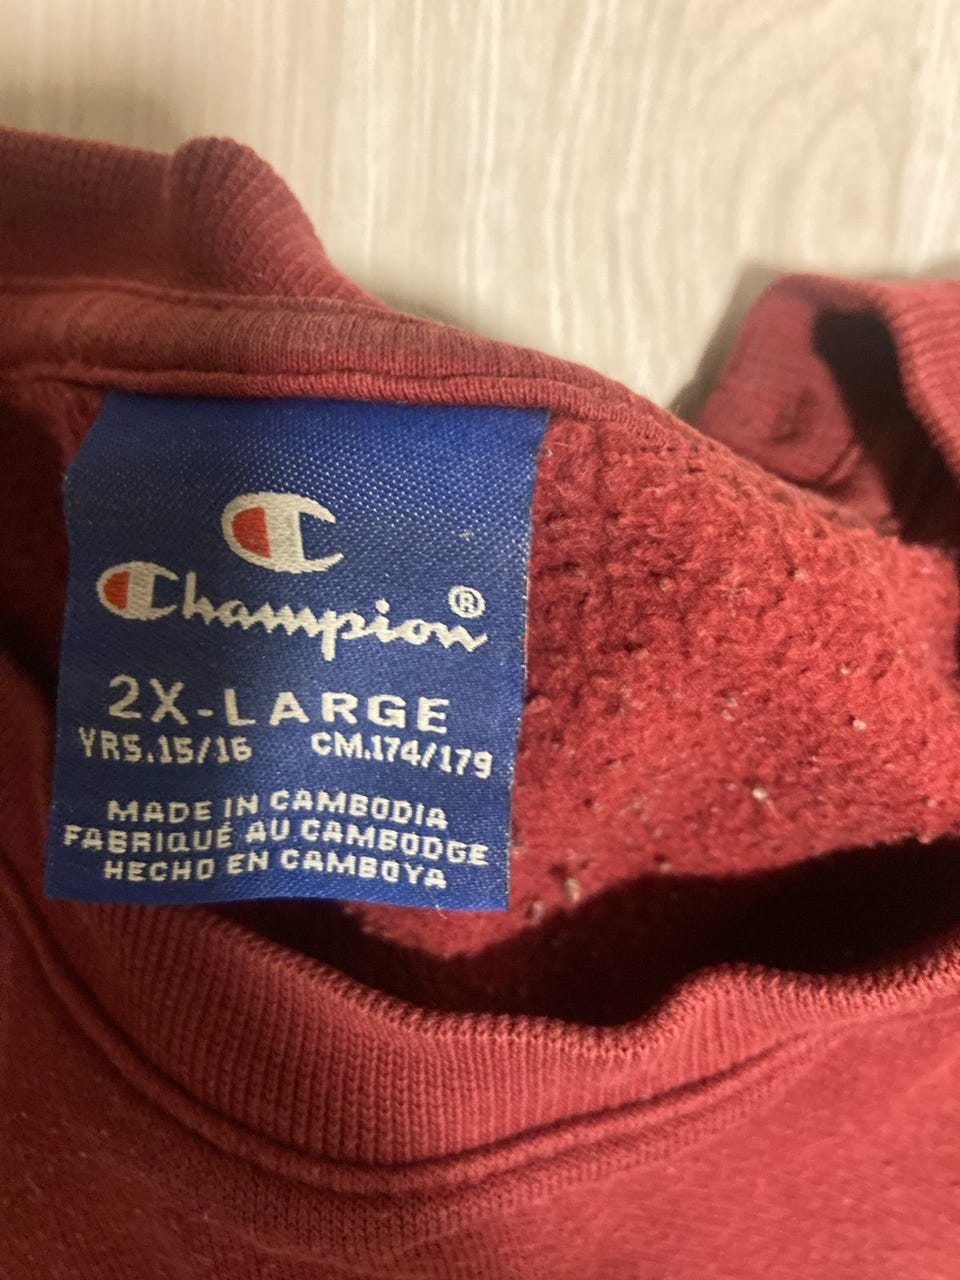 Champion®
2X-LARGE
YRS.15/16 CM.174/179
MADE IN CAMBODIA
FABRIQUÉ AU CAMBODGE
HECHO EN CAMBOYA